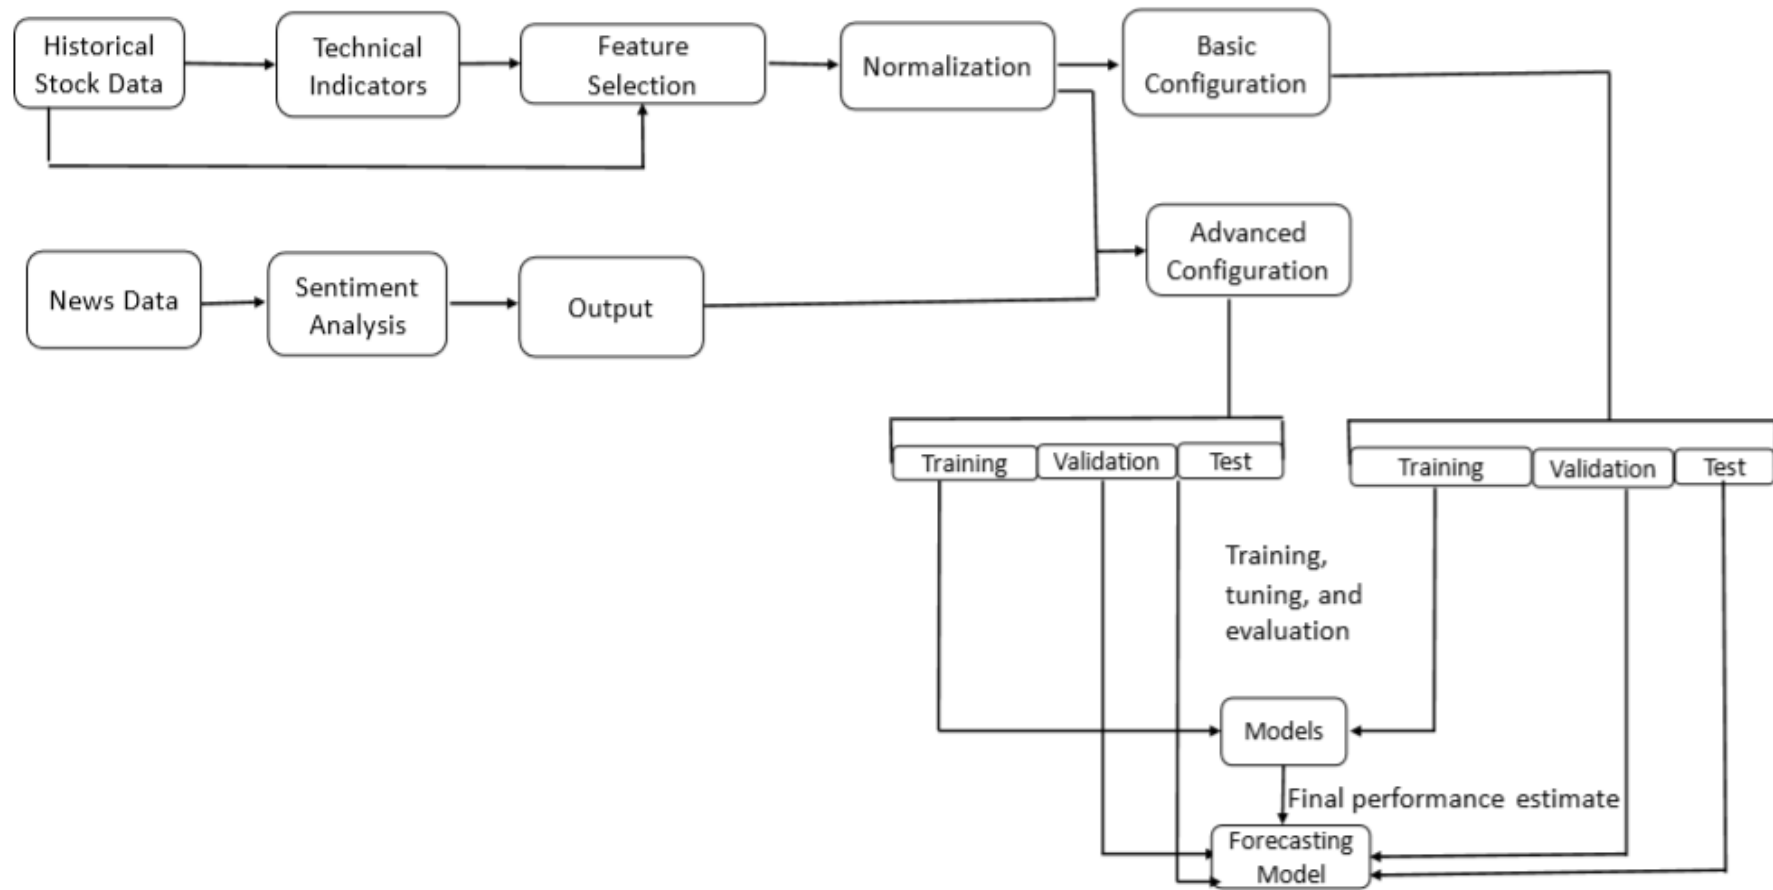 Historical
Stock Data
Technical
Indicators
Feature
Selection
Normalization
Basic
Configuration
Advanced
Configuration
News Data
Sentiment
Analysis
Output
Training
Validation
Test
Training
Validation
Test
Training,
tuning, and
evaluation
Models
Final performance estimate
Forecasting
Model